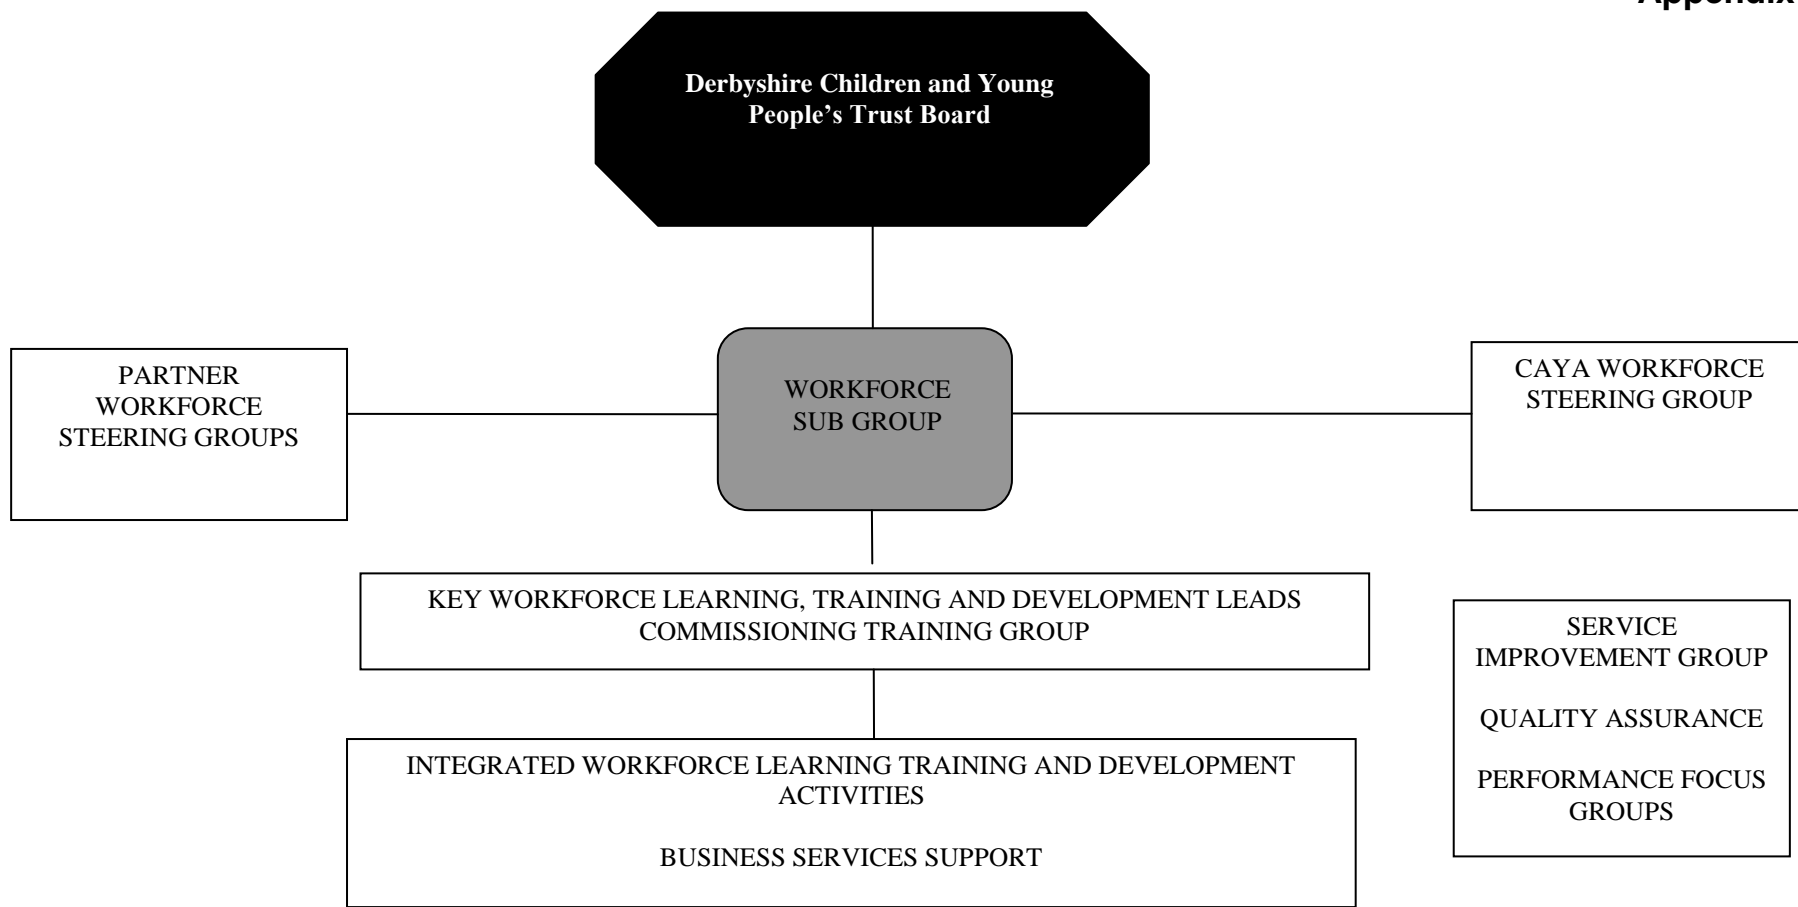 Appendix
Derbyshire Children and Young
People’s Trust Board
PARTNER
WORKFORCE
STEERING GROUPS
WORKFORCE
SUB GROUP
CAYA WORKFORCE
STEERING GROUP
KEY WORKFORCE LEARNING, TRAINING AND DEVELOPMENT LEADS
COMMISSIONING TRAINING GROUP
SERVICE
IMPROVEMENT GROUP
QUALITY ASSURANCE
PERFORMANCE FOCUS
GROUPS
INTEGRATED WORKFORCE LEARNING TRAINING AND DEVELOPMENT
ACTIVITIES
BUSINESS SERVICES SUPPORT